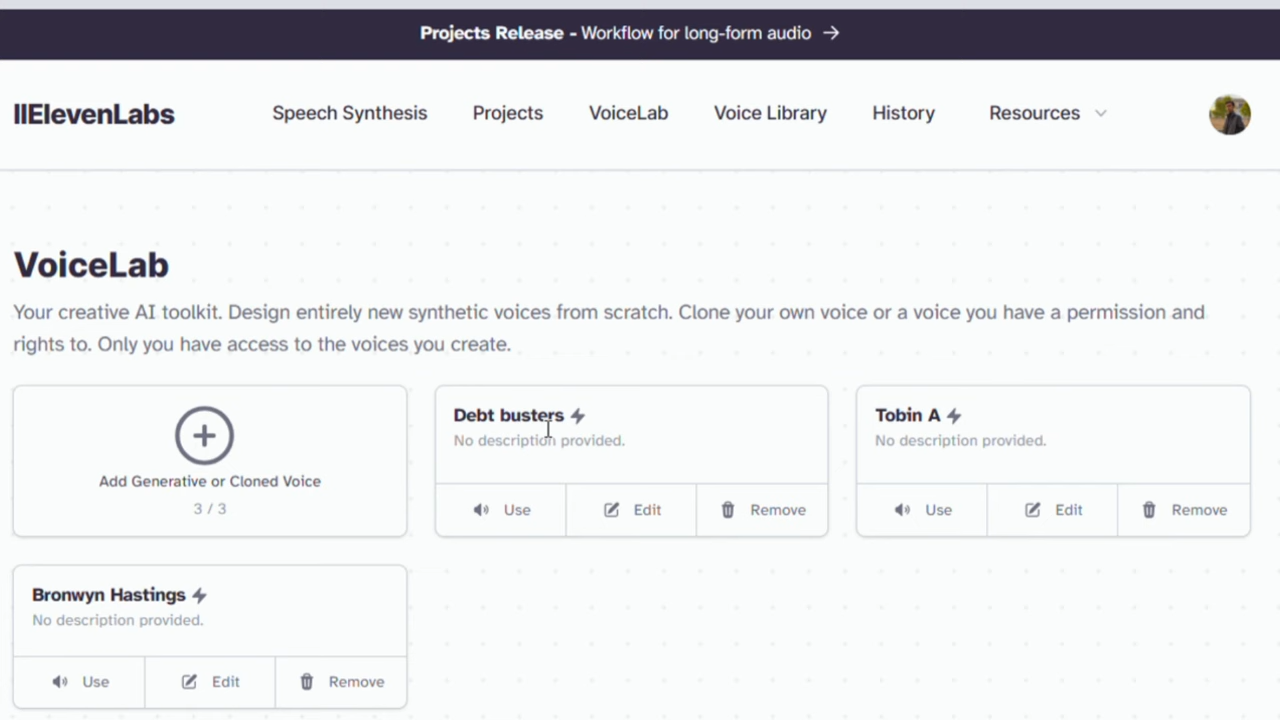 Projects Release - Workflow for long-form audio →
IIElevenLabs
Speech Synthesis
Projects
VoiceLab
Voice Library
History
Resources
VoiceLab
Your creative AI toolkit. Design entirely new synthetic voices from scratch. Clone your own voice or a voice you have a permission and
rights to. Only you have access to the voices you create.
Add Generative or Cloned Voice
3 / 3
Debt busters
No description provided.
Use
Edit
Remove
Tobin A
No description provided.
Use
Edit
Remove
Bronwyn Hastings
No description provided.
Use
Edit
Remove